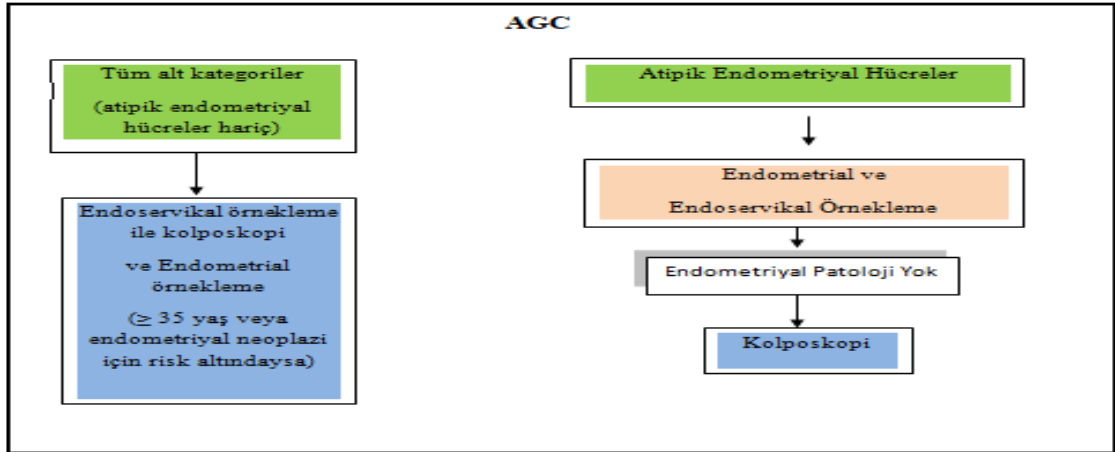 AGC
Tüm alt kategoriler
(atipik endometriyal
hücreler hariç)
Endoservikal örnekleme
ile kolposkopi
ve Endometrial
örnekleme
(≥ 35 yaş veya
endometriyal neoplazi
için risk altındaysa)
Atipik Endometriyal Hücreler
Endometrial ve
Endoservikal Örnekleme
Endometriyal Patoloji Yok
Kolposkopi